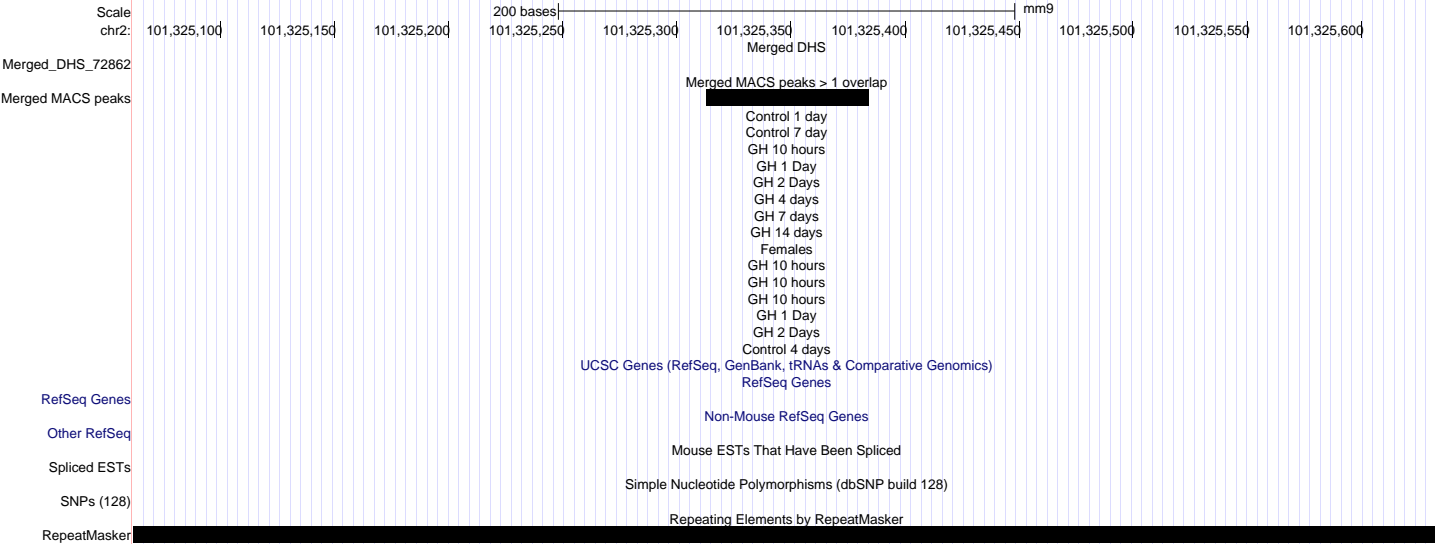 Scale 200 bases mm9
chr2: 101,325,100 101,325,150 101,325,200 101,325,250 101,325,300 101,325,350 101,325,400 101,325,450 101,325,500 101,325,550 101,325,600
Merged DHS
Merged_DHS_72862
Merged MACS peaks > 1 overlap
Merged MACS peaks
Control 1 day
Control 7 day
GH 10 hours
GH 1 Day
GH 2 Days
GH 4 days
GH 7 days
GH 14 days
Females
GH 10 hours
GH 10 hours
GH 10 hours
GH 1 Day
GH 2 Days
Control 4 days
UCSC Genes (RefSeq, GenBank, tRNAs & Comparative Genomics)
RefSeq Genes
RefSeq Genes
Non-Mouse RefSeq Genes
Other RefSeq
Mouse ESTs That Have Been Spliced
Spliced ESTs
Simple Nucleotide Polymorphisms (dbSNP build 128)
SNPs (128)
Repeating Elements by RepeatMasker
RepeatMasker